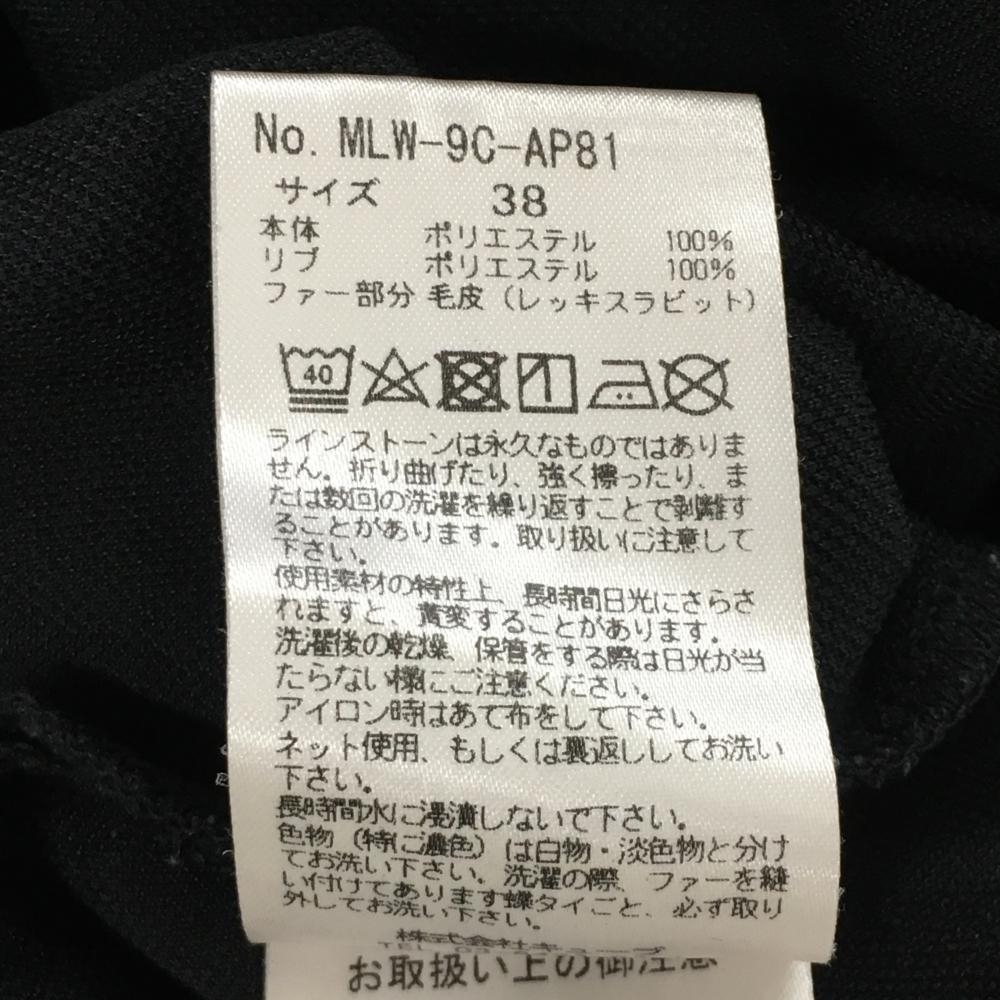 No. MLW-9C-AP81
サイズ 38
本体 ポリエステル 100%
リブ ポリエステル 100%
ファー部分 毛皮（レッキスラビット）
40
ラインストーンは永久なものではありま
せん。折り曲げたり、強く擦ったり、ま
たは数回の洗濯を繰り返すことで剥離す
ることがあります。取り扱いに注意して
下さい。
使用素材の特性上、長時間日光にさらさ
れますと、黄変することがあります。
洗濯後の乾燥、保管をする際は日光が当
たらない様にご注意ください。
アイロン時はあて布をして下さい。
ネット使用、もしくは裏返ししてお洗い
下さい。
長時間水に浸漬しないで下さい。
色物（特に濃色）は白物・淡色物と分け
てお洗い下さい。洗濯の際、ファーを縫
い付けてあります蝶タイごと、必ず取り
外してお洗い下さい。
株式会社キューブ
お取扱い上の御注意